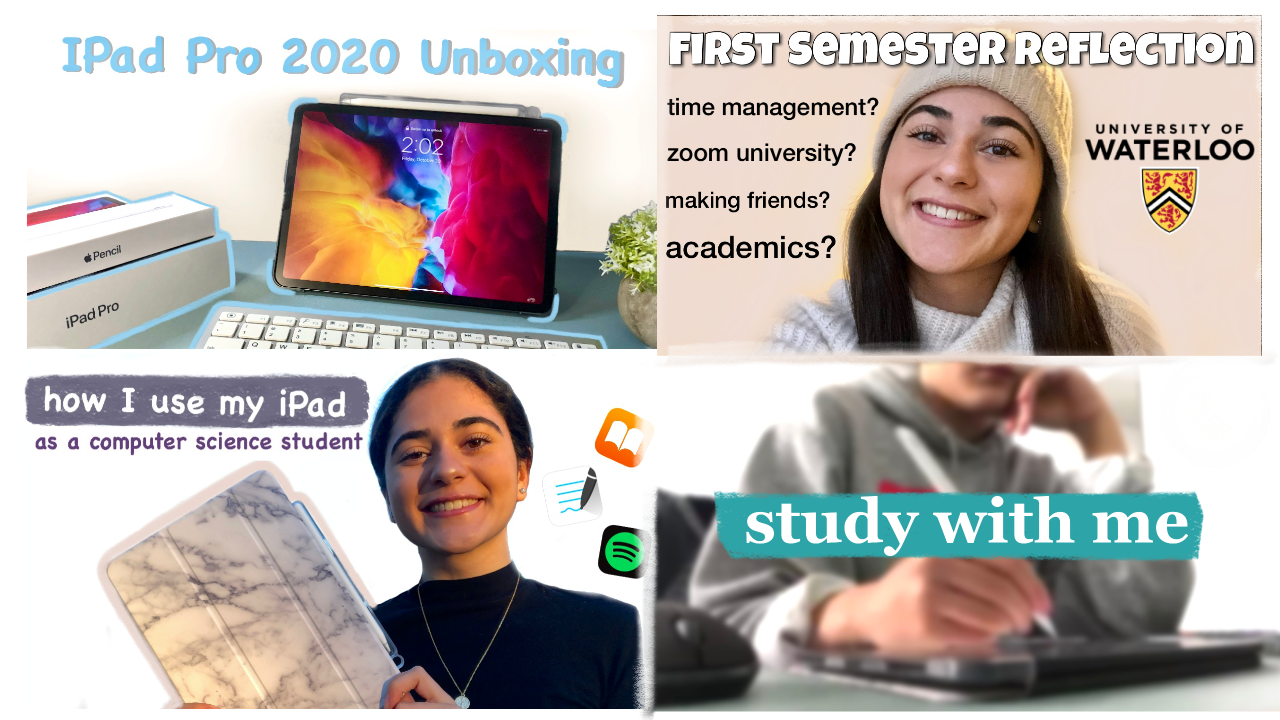 IPad Pro 2020 Unboxing
2:02
Apple Pencil
iPad Pro
FIRST SEMESTER REFLECTION
time management?
zoom university?
making friends?
academics?
UNIVERSITY OF
WATERLOO
how I use my iPad
as a computer science student
study with me